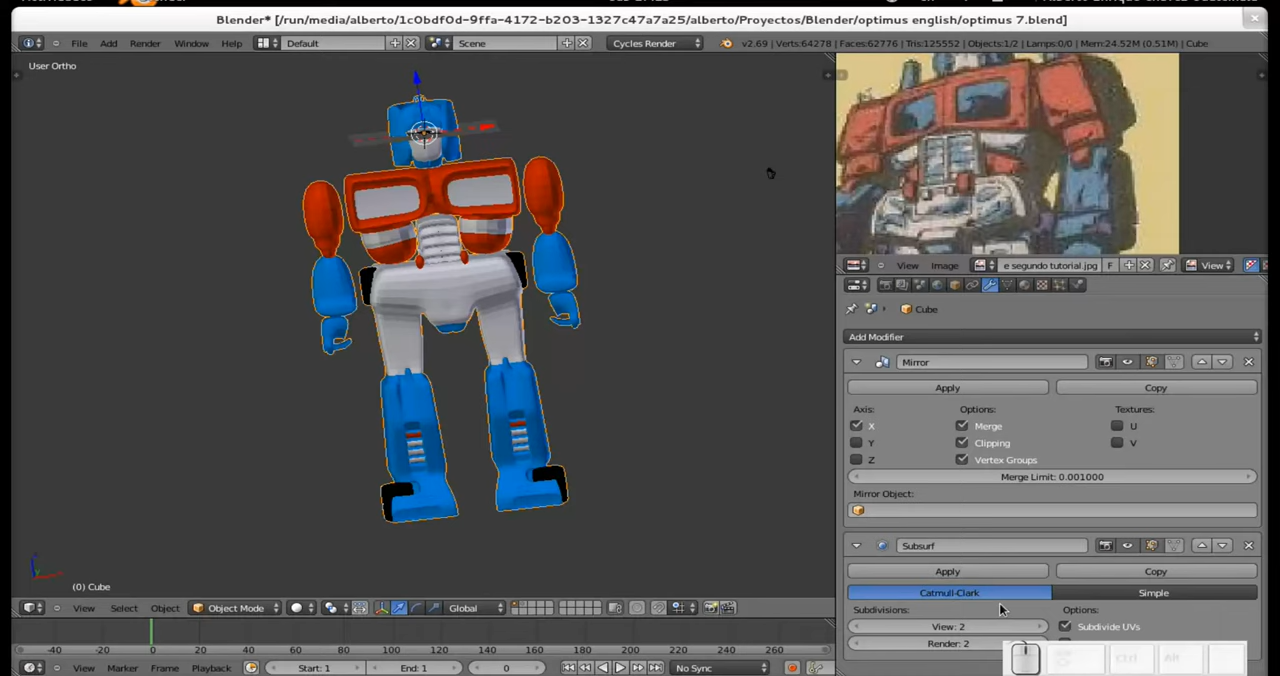 Blender* [/run/media/alberto/1c0bdf0d-9ffa-4172-b203-1327c47a7a25/alberto/Proyectos/Blender/optimus english/optimus 7.blend]
File Add Render Window Help Default Scene Cycles Render v2.69 | Verts:64278 | Faces:62776 | Tris:125552 | Objects:1/2 | Lamps:0/0 | Mem:24.52M (0.51M) | Cube
User Ortho
View Image e segundo tutorial.jpg F View
Cube
Add Modifier
Mirror
Apply Copy
Axis: Options: Textures:
X Merge U
Y Clipping V
Z Vertex Groups
Merge Limit: 0.001000
Mirror Object:
Subsurf
Apply Copy
Catmull-Clark Simple
Subdivisions: Options:
View: 2 Subdivide UVs
Render: 2
(0) Cube
View Select Object Object Mode Global
-40 -20 0 20 40 60 80 100 120 140 160 180 200 220 240 260
View Marker Frame Playback Start: 1 End: 1 0 No Sync
Ctrl Alt